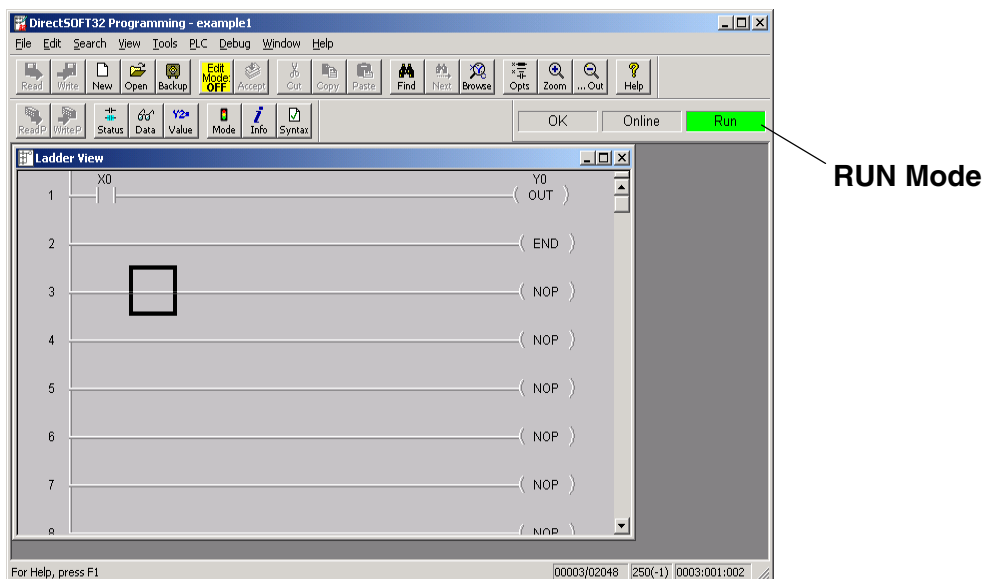 DirectSOFT32 Programming - example1
File Edit Search View Tools PLC Debug Window Help
Read Write New Open Backup Edit Mode: OFF Accept Cut Copy Paste Find Next Browse Opts Zoom ... Out Help
ReadP WriteP Status Data Value Mode Info Syntax OK Online Run
RUN Mode
Ladder View
X0 Y0
1 ( OUT )
2 ( END )
3 ( NOP )
4 ( NOP )
5 ( NOP )
6 ( NOP )
7 ( NOP )
8 ( NOP )
For Help, press F1 00003/02048 250(-1) 0003:001:002